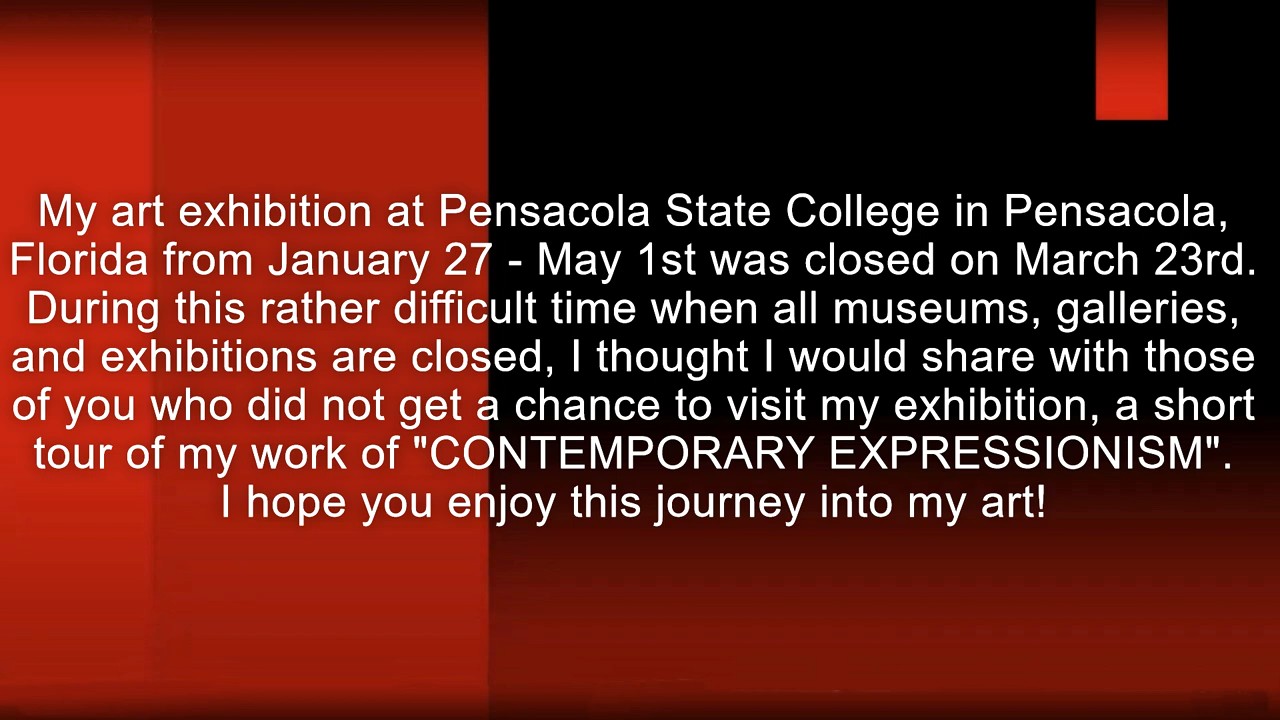 My art exhibition at Pensacola State College in Pensacola,
Florida from January 27 - May 1st was closed on March 23rd.
During this rather difficult time when all museums, galleries,
and exhibitions are closed, I thought I would share with those
of you who did not get a chance to visit my exhibition, a short
tour of my work of "CONTEMPORARY EXPRESSIONISM".
I hope you enjoy this journey into my art!